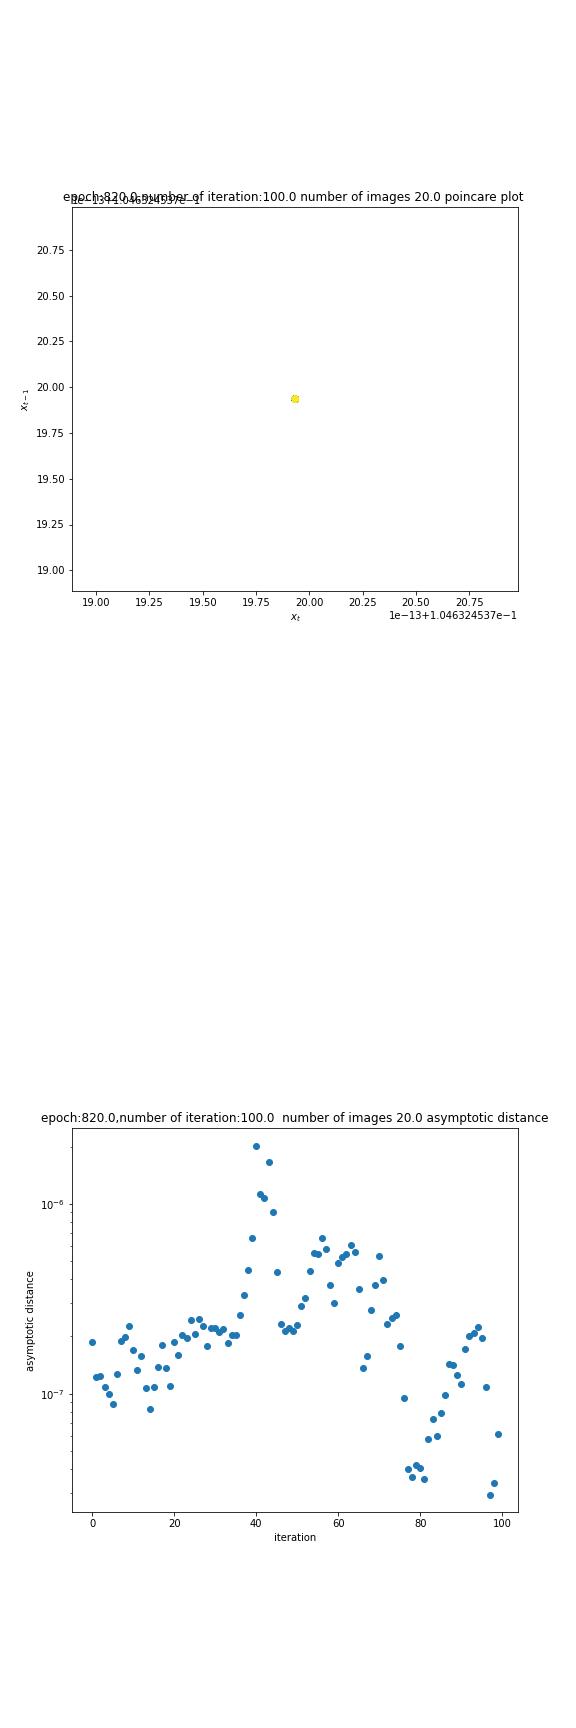 epoch:820.0,number of iteration:100.0 number of images 20.0 poincare plot
1e−13+1.046324537e−1
20.75
20.50
20.25
20.00
19.75
19.50
19.25
19.00
x_{t−1}
19.00 19.25 19.50 19.75 20.00 20.25 20.50 20.75
x_t
1e−13+1.046324537e−1
epoch:820.0,number of iteration:100.0  number of images 20.0 asymptotic distance
10^{−6}
10^{−7}
asymptotic distance
0 20 40 60 80 100
iteration